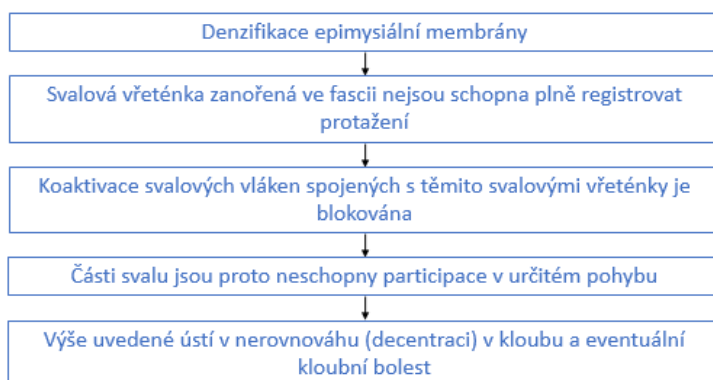 Denzifikace epimysiální membrány
Svalová vřeténka zanořená ve fascii nejsou schopna plně registrovat
protažení
Koaktivace svalových vláken spojených s těmito svalovými vřeténky je
blokována
Části svalu jsou proto neschopny participace v určitém pohybu
Výše uvedené ústí v nerovnováhu (decentraci) v kloubu a eventuální
kloubní bolest